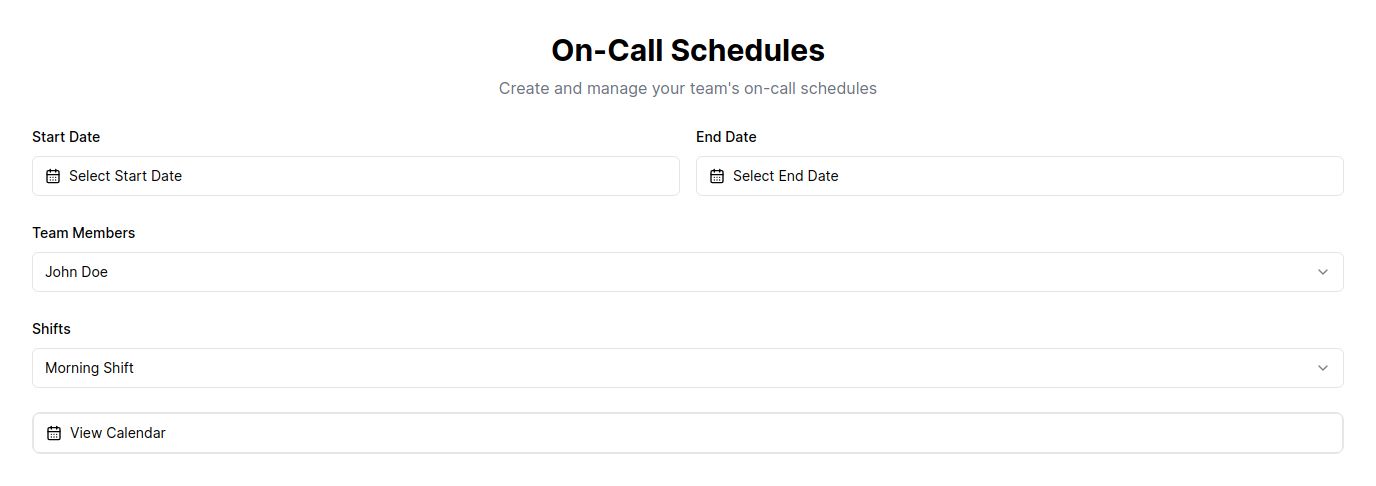 On-Call Schedules
Create and manage your team's on-call schedules
Start Date
End Date
Select Start Date
Select End Date
Team Members
John Doe
Shifts
Morning Shift
View Calendar